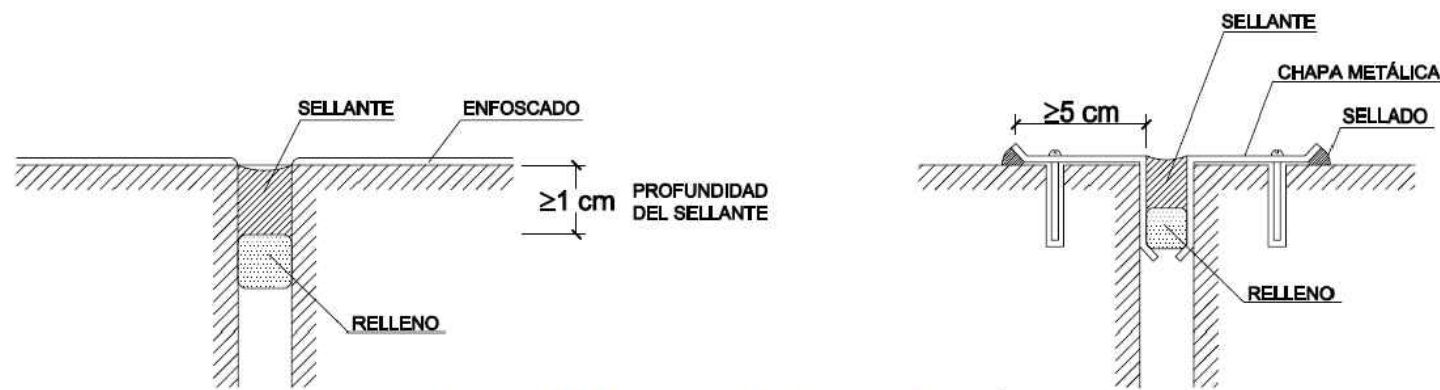 SELLANTE
ENFOSCADO
≥1 cm
PROFUNDIDAD
DEL SELLANTE
RELLENO
SELLANTE
CHAPA METÁLICA
≥5 cm
SELLADO
RELLENO